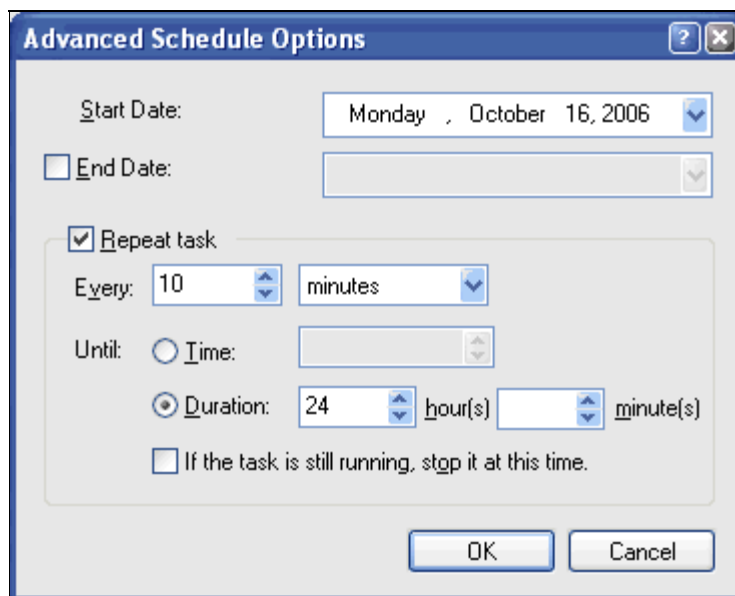 Advanced Schedule Options
Start Date: Monday , October 16, 2006
End Date:
Repeat task
Every: 10 minutes
Until: Time:
Duration: 24 hour(s) minute(s)
If the task is still running, stop it at this time.
OK Cancel